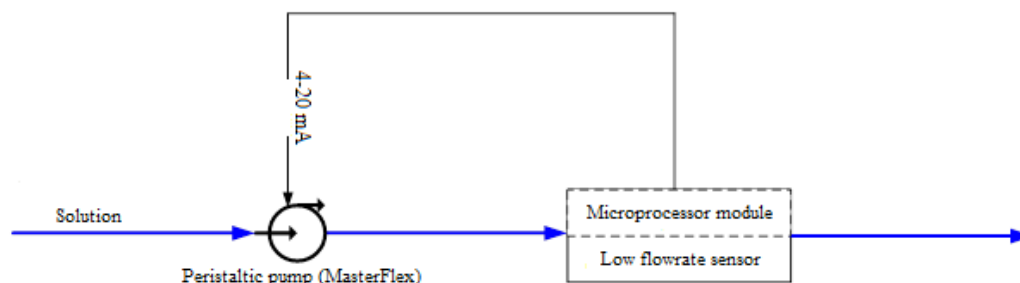 4-20 mA
Solution
Microprocessor module
Low flowrate sensor
Peristaltic pump (MasterFlex)